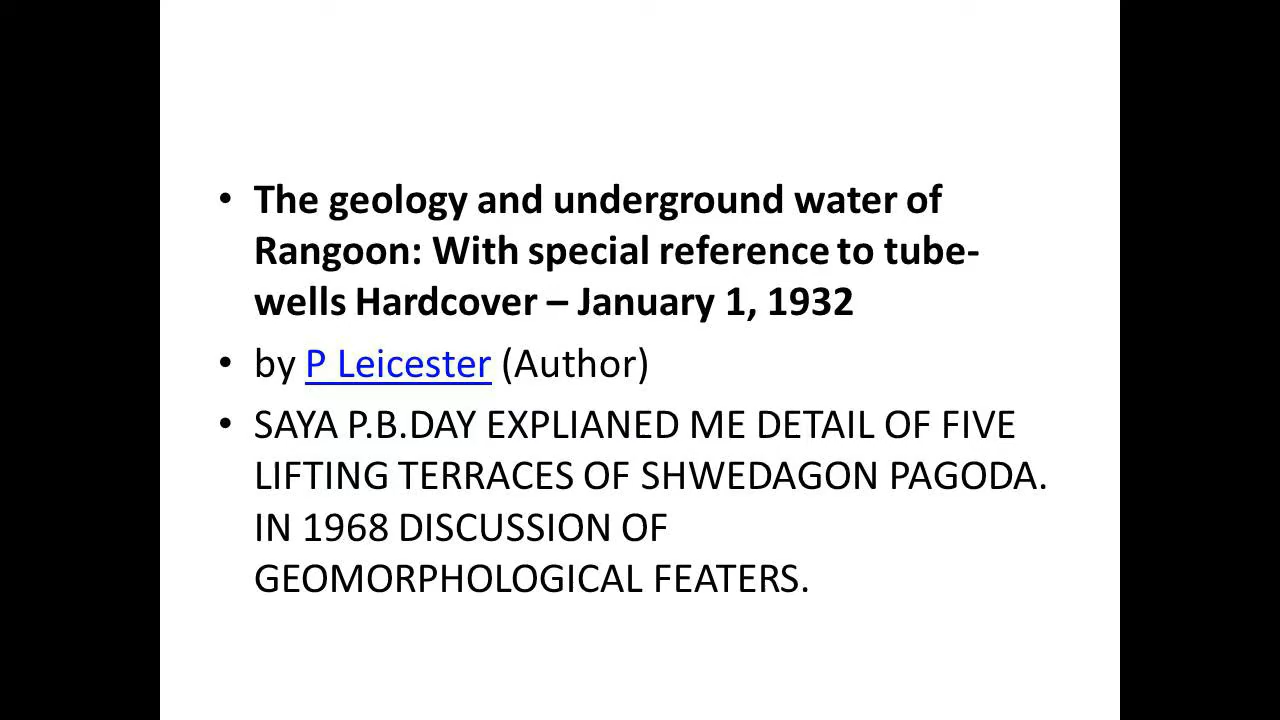 • The geology and underground water of
Rangoon: With special reference to tube-
wells Hardcover – January 1, 1932
• by P Leicester (Author)
• SAYA P.B.DAY EXPLIANED ME DETAIL OF FIVE
LIFTING TERRACES OF SHWEDAGON PAGODA.
IN 1968 DISCUSSION OF
GEOMORPHOLOGICAL FEATERS.